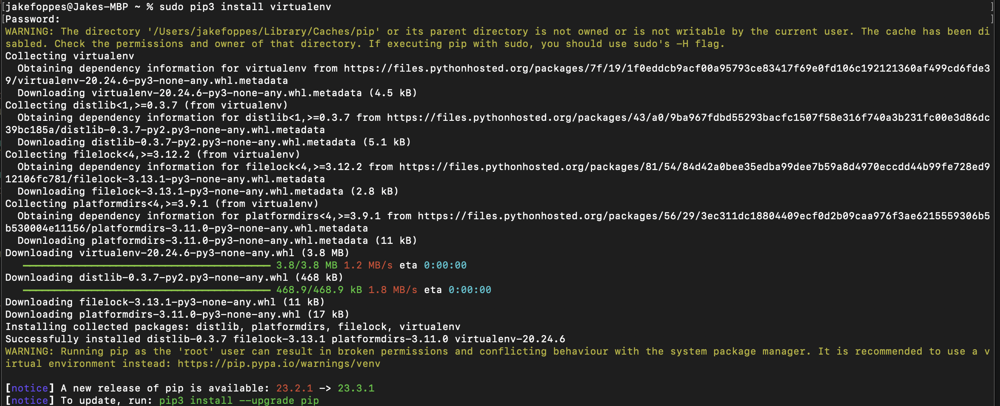 [jakefoppes@Jakes-MBP ~ % sudo pip3 install virtualenv ]
[Password: ]
WARNING: The directory '/Users/jakefoppes/Library/Caches/pip' or its parent directory is not owned or is not writable by the current user. The cache has been di
sabled. Check the permissions and owner of that directory. If executing pip with sudo, you should use sudo's -H flag.
Collecting virtualenv
  Obtaining dependency information for virtualenv from https://files.pythonhosted.org/packages/7f/19/1f0eddcb9acf00a95793ce83417f69e0fd106c192121360af499cd6fde3
9/virtualenv-20.24.6-py3-none-any.whl.metadata
  Downloading virtualenv-20.24.6-py3-none-any.whl.metadata (4.5 kB)
Collecting distlib<1,>=0.3.7 (from virtualenv)
  Obtaining dependency information for distlib<1,>=0.3.7 from https://files.pythonhosted.org/packages/43/a0/9ba967fdbd55293bacfc1507f58e316f740a3b231fc00e3d86dc
39bc185a/distlib-0.3.7-py2.py3-none-any.whl.metadata
  Downloading distlib-0.3.7-py2.py3-none-any.whl.metadata (5.1 kB)
Collecting filelock<4,>=3.12.2 (from virtualenv)
  Obtaining dependency information for filelock<4,>=3.12.2 from https://files.pythonhosted.org/packages/81/54/84d42a0bee35edba99dee7b59a8d4970eccdd44b99fe728ed9
12106fc781/filelock-3.13.1-py3-none-any.whl.metadata
  Downloading filelock-3.13.1-py3-none-any.whl.metadata (2.8 kB)
Collecting platformdirs<4,>=3.9.1 (from virtualenv)
  Obtaining dependency information for platformdirs<4,>=3.9.1 from https://files.pythonhosted.org/packages/56/29/3ec311dc18804409ecf0d2b09caa976f3ae6215559306b5
b530004e11156/platformdirs-3.11.0-py3-none-any.whl.metadata
  Downloading platformdirs-3.11.0-py3-none-any.whl.metadata (11 kB)
Downloading virtualenv-20.24.6-py3-none-any.whl (3.8 MB)
3.8/3.8 MB 1.2 MB/s eta 0:00:00
Downloading distlib-0.3.7-py2.py3-none-any.whl (468 kB)
468.9/468.9 kB 1.8 MB/s eta 0:00:00
Downloading filelock-3.13.1-py3-none-any.whl (11 kB)
Downloading platformdirs-3.11.0-py3-none-any.whl (17 kB)
Installing collected packages: distlib, platformdirs, filelock, virtualenv
Successfully installed distlib-0.3.7 filelock-3.13.1 platformdirs-3.11.0 virtualenv-20.24.6
WARNING: Running pip as the 'root' user can result in broken permissions and conflicting behaviour with the system package manager. It is recommended to use a v
irtual environment instead: https://pip.pypa.io/warnings/venv

[notice] A new release of pip is available: 23.2.1 -> 23.3.1
[notice] To update, run: pip3 install --upgrade pip